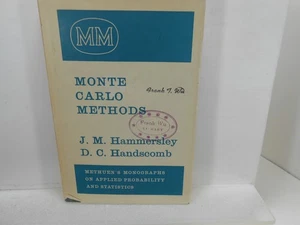 MM
MONTE
CARLO
METHODS
J. M. Hammersley
D. C. Handscomb
METHUEN'S MONOGRAPHS
ON APPLIED PROBABILITY
AND STATISTICS